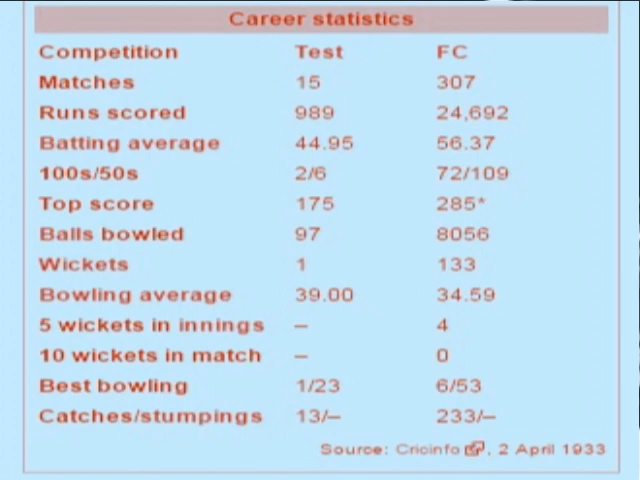 Career statistics
Competition Test FC
Matches 15 307
Runs scored 989 24,692
Batting average 44.95 56.37
100s/50s 2/6 72/109
Top score 175 285*
Balls bowled 97 8056
Wickets 1 133
Bowling average 39.00 34.59
5 wickets in innings – 4
10 wickets in match – 0
Best bowling 1/23 6/53
Catches/stumpings 13/– 233/–
Source: Cricinfo, 2 April 1933